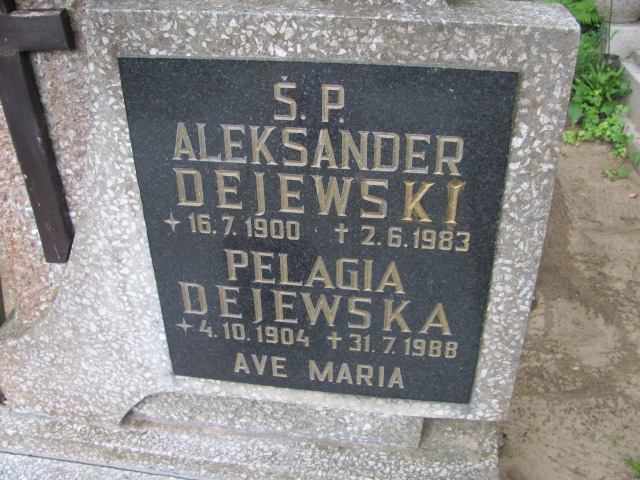 Ś. P.
ALEKSANDER
DEJEWSKI
✦ 16.7.1900 ✝ 2.6.1983
PELAGIA
DEJEWSKA
✦ 4.10.1904 ✝ 31.7.1988
AVE MARIA